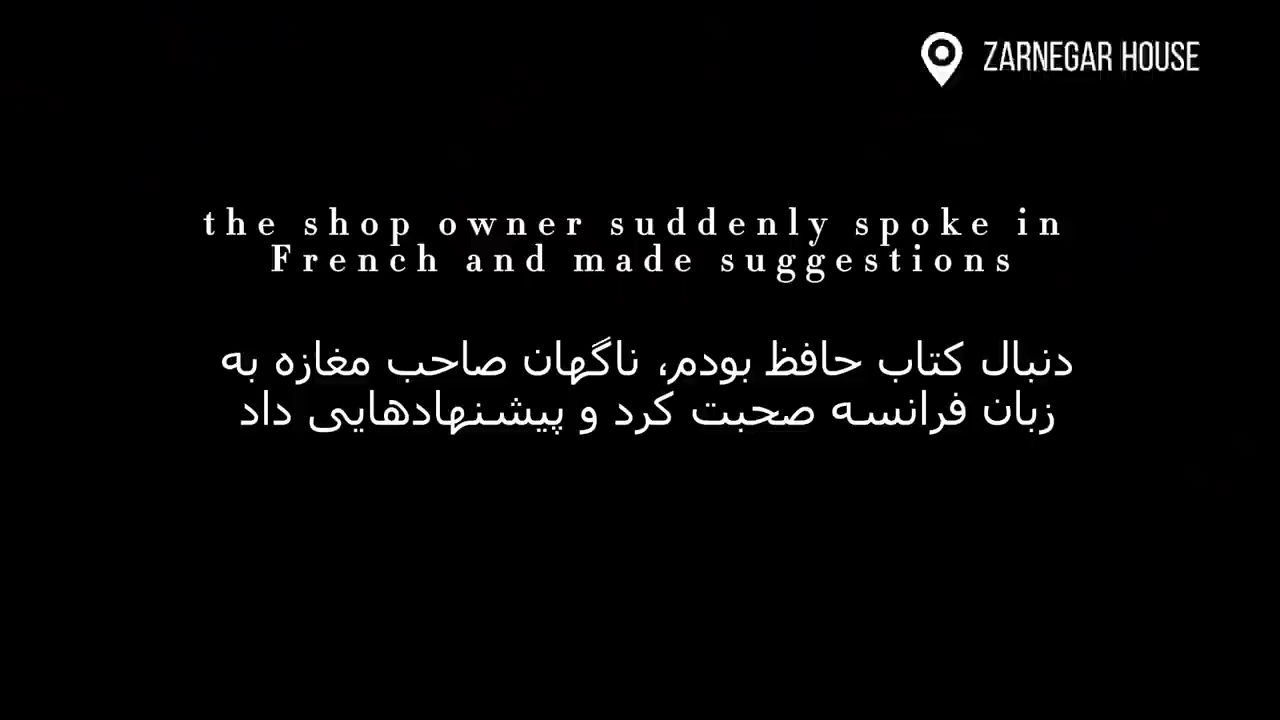 ZARNEGAR HOUSE
the shop owner suddenly spoke in
French and made suggestions
دنبال کتاب حافظ بودم، ناگهان صاحب مغازه به
زبان فرانسه صحبت کرد و پیشنهادهایی داد